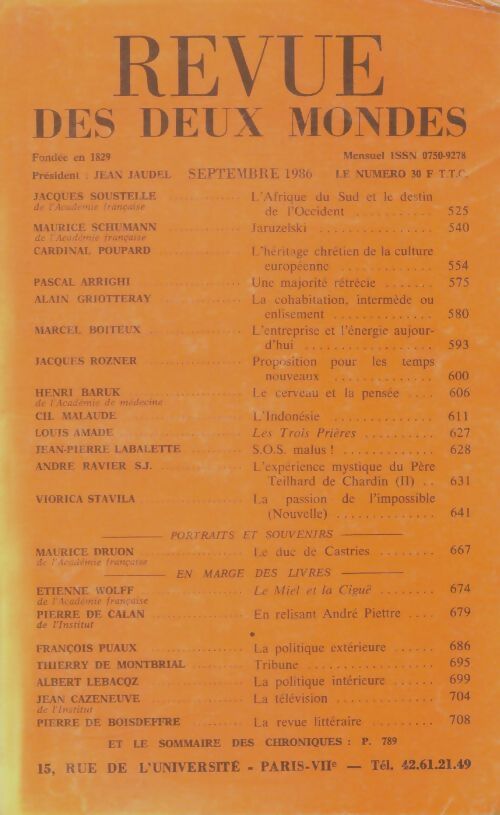 REVUE
DES DEUX MONDES
Fondée en 1829 Mensuel ISSN 0750-9278
Président : JEAN JAUDEL SEPTEMBRE 1986 LE NUMERO 30 F T.T.C.
JACQUES SOUSTELLE ............ L'Afrique du Sud et le destin
de l'Académie française
de l'Occident ............ 525
MAURICE SCHUMANN ............ Jaruzelski ............ 540
de l'Académie française
CARDINAL POUPARD ............ L'héritage chrétien de la culture
européenne ............ 554
PASCAL ARRIGHI ............ Une majorité rétrécie ....... 575
ALAIN GRIOTTERAY ............ La cohabitation, intermède ou
enlisement ............ 580
MARCEL BOITEUX ............ L'entreprise et l'énergie aujour-
d'hui ............ 593
JACQUES ROZNER ............ Proposition pour les temps
nouveaux ............ 600
HENRI BARUK ............ Le cerveau et la pensée .... 606
de l'Académie de médecine
CH. MALAUDE ............ L'Indonésie ............ 611
LOUIS AMADE ............ Les Trois Prières .......... 627
JEAN-PIERRE LABALETTE ............ S.O.S. malus ! ............ 628
ANDRE RAVIER S.J. ............ L'expérience mystique du Père
Teilhard de Chardin (II) .. 631
VIORICA STAVILA ............ La passion de l'impossible
(Nouvelle) ............ 641
PORTRAITS ET SOUVENIRS
MAURICE DRUON ............ Le duc de Castries ........ 667
de l'Académie française
EN MARGE DES LIVRES
ETIENNE WOLFF ............ Le Miel et la Ciguë ........ 674
de l'Académie française
PIERRE DE CALAN ............ En relisant André Piettre ... 679
de l'Institut
FRANÇOIS PUAUX ............ La politique extérieure ..... 686
THIERRY DE MONTBRIAL ............ Tribune ............ 695
ALBERT LEBACQZ ............ La politique intérieure ...... 699
JEAN CAZENEUVE ............ La télévision ............ 704
de l'Institut
PIERRE DE BOISDEFFRE ............ La revue littéraire ........ 708
ET LE SOMMAIRE DES CHRONIQUES : P. 789
15, RUE DE L'UNIVERSITÉ - PARIS-VIIe — Tél. 42.61.21.49